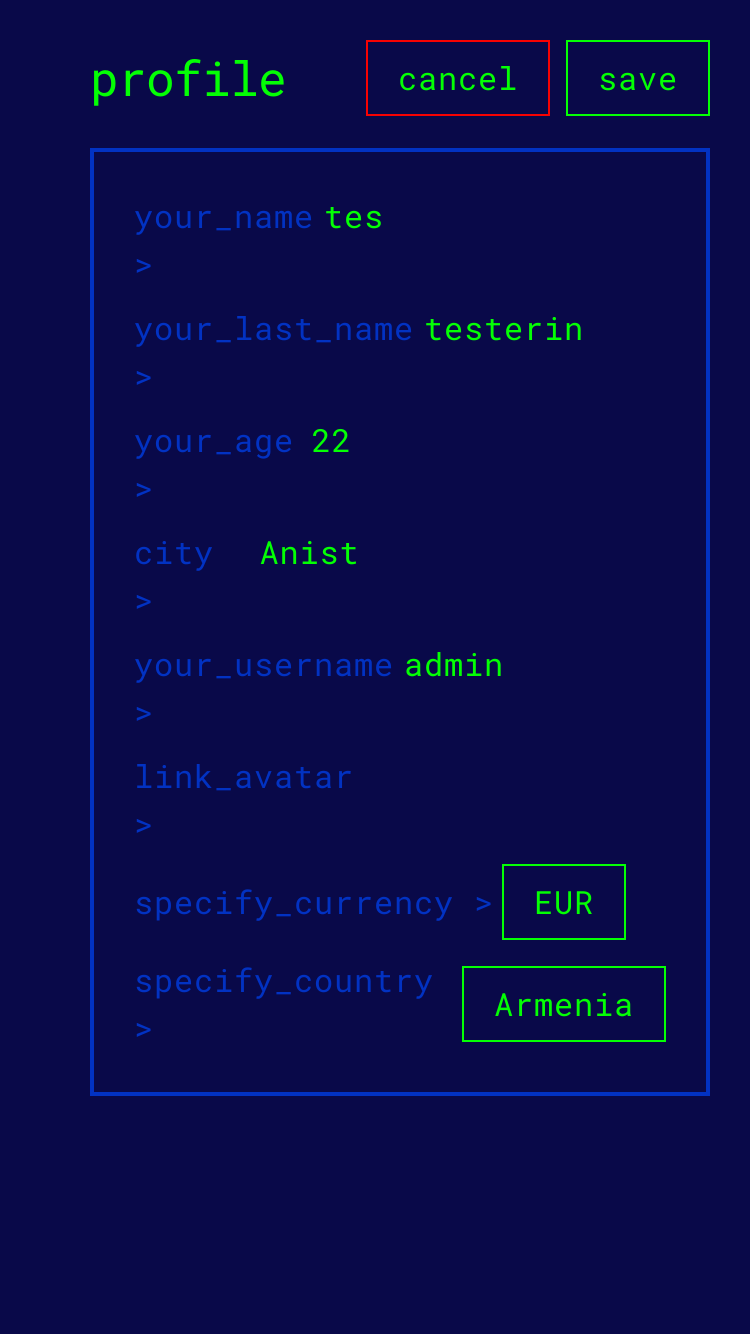 profile cancel save
your_name tes
>
your_last_name testerin
>
your_age 22
>
city Anist
>
your_username admin
>
link_avatar
>
specify_currency > EUR
specify_country Armenia
>